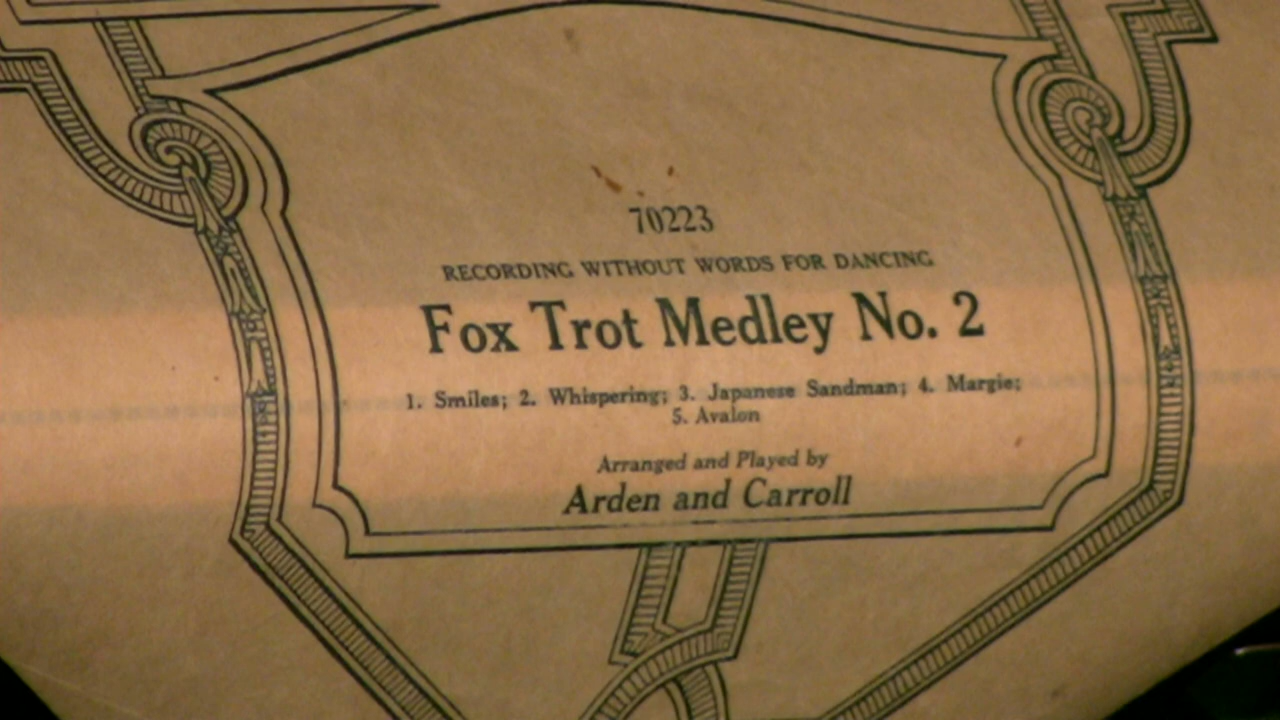 70223
RECORDING WITHOUT WORDS FOR DANCING
Fox Trot Medley No. 2
1. Smiles; 2. Whispering; 3. Japanese Sandman; 4. Margie;
5. Avalon
Arranged and Played by
Arden and Carroll